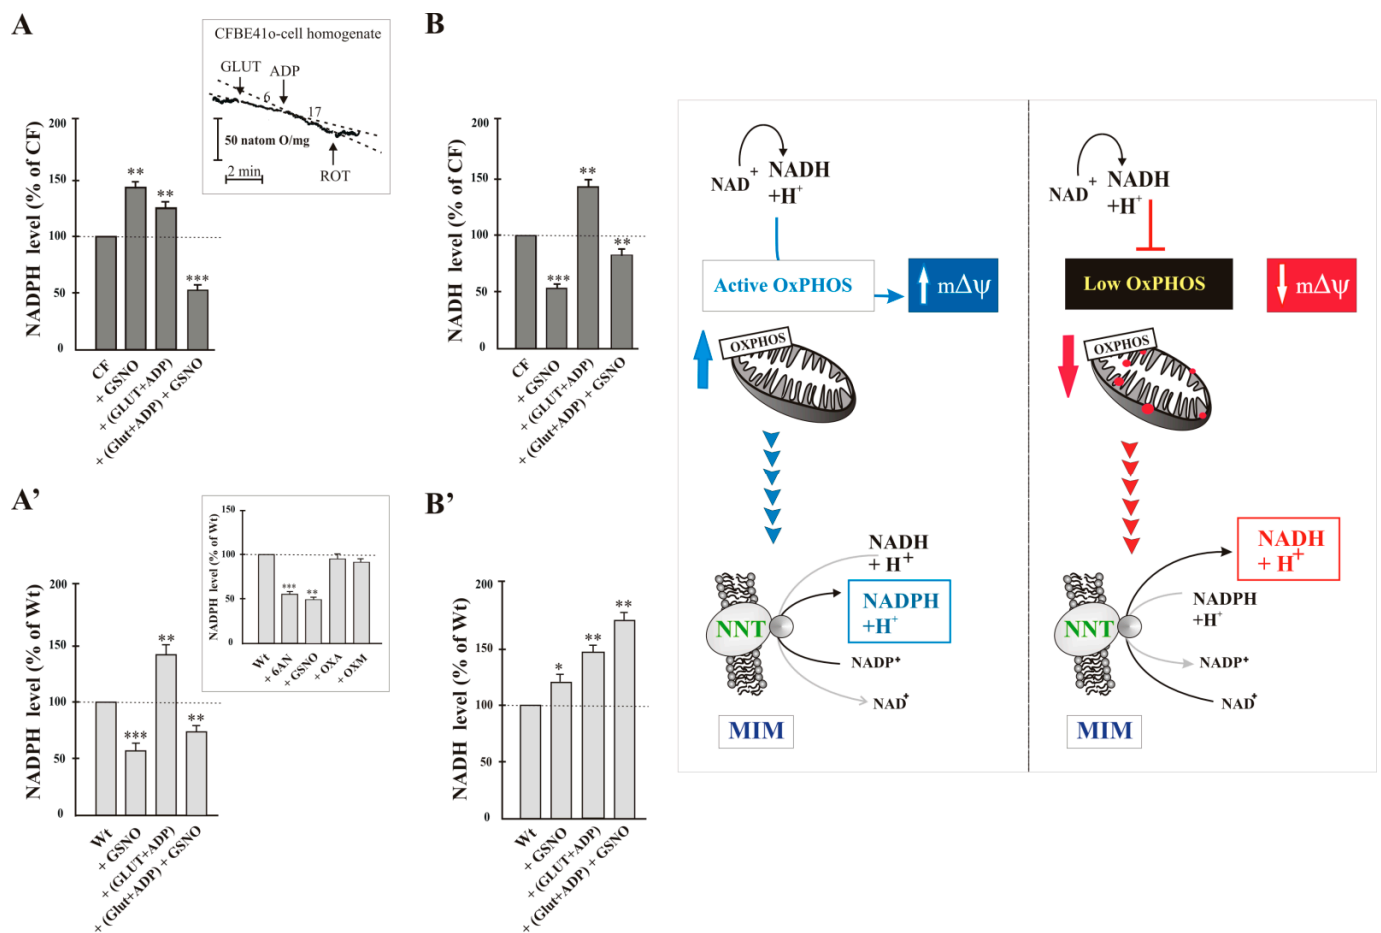 A
CFBE41o-cell homogenate
GLUT
ADP
6
17
50 natom O/mg
2 min
ROT
NADPH level (% of CF)
200
150
100
50
0
**
**
***
CF
+ GSNO
+ (GLUT+ADP)
+ (Glut+ADP) + GSNO
B
NADH level (% of CF)
200
150
100
50
0
***
**
**
CF
+ GSNO
+ (GLUT+ADP)
+ (Glut+ADP) + GSNO
A'
NADPH level (% of Wt)
150
100
50
0
***
**
Wt
+ 6AN
+ GSNO
+ OXA
+ OXM
NADPH level (% of Wt)
200
150
100
50
0
***
**
**
Wt
+ GSNO
+ (GLUT+ADP)
+ (Glut+ADP) + GSNO
B'
NADH level (% of Wt)
200
150
100
50
0
*
**
**
Wt
+ GSNO
+ (GLUT+ADP)
+ (Glut+ADP) + GSNO
NAD+
NADH
+H+
Active OxPHOS
mΔψ
OXPHOS
NADH
+ H+
NADPH
+H+
NNT
NADP+
NAD+
MIM
NAD+
NADH
+H+
Low OxPHOS
mΔψ
OXPHOS
NADH
+ H+
NADPH
+H+
NNT
NADP+
NAD+
MIM